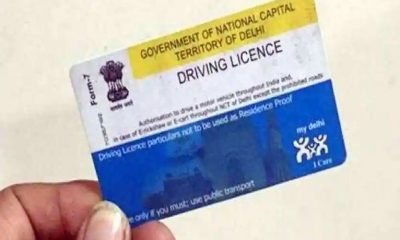 GOVERNMENT OF NATIONAL CAPITAL
TERRITORY OF DELHI
Form-7
DRIVING LICENCE
Authorisation to drive a motor vehicle throughout India and,
in case of E-rickshaw or E-cart throughout NCT of Delhi except the prohibited roads
Driving Licence particulars not to be used as Residence Proof
my delhi
I Care
only if you must; use public transport